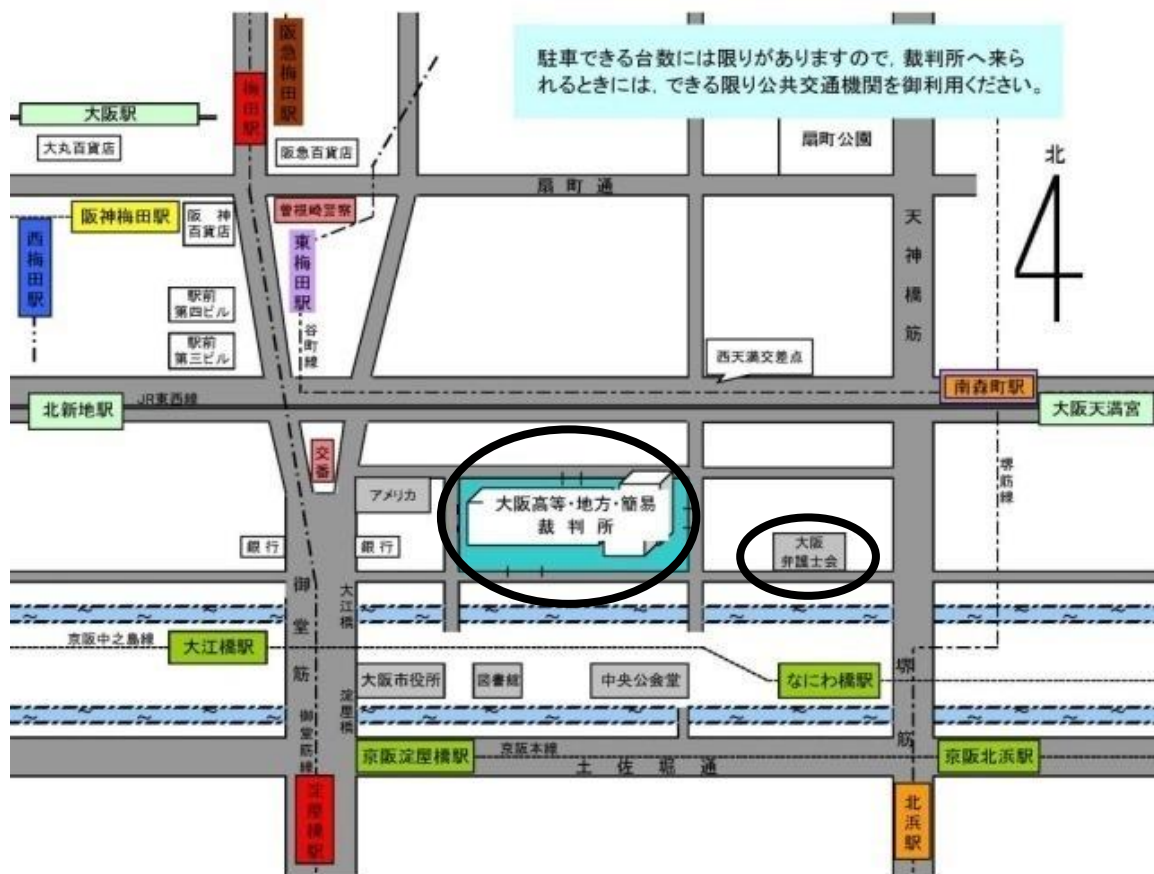 駐車できる台数には限りがありますので，裁判所へ来ら
れるときには，できる限り公共交通機関を御利用ください。
阪急梅田駅
梅田駅
大阪駅
大丸百貨店
阪急百貨店
扇町公園
北
扇町通
阪神梅田駅
阪神
百貨店
曽根崎警察
西梅田駅
東梅田駅
天神橋筋
駅前
第四ビル
駅前
第三ビル
谷町線
西天満交差点
南森町駅
JR東西線
北新地駅
大阪天満宮
交番
堺筋線
アメリカ
大阪高等・地方・簡易
裁判所
大阪
弁護士会
銀行
銀行
御堂筋
大江橋
京阪中之島線
大江橋駅
大阪市役所
図書館
中央公会堂
なにわ橋駅
堺筋
淀屋橋
御堂筋線
京阪淀屋橋駅
京阪本線
土佐堀通
京阪北浜駅
淀屋橋駅
北浜駅